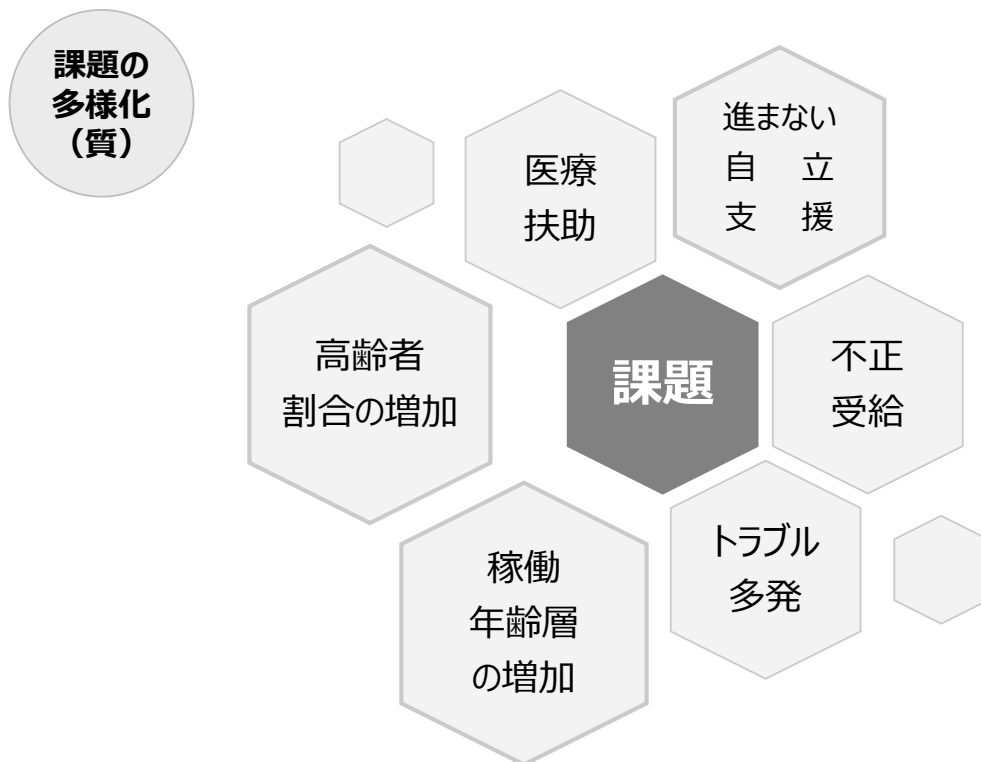 課題の
多様化
（質）
進まない
自　立
支　援
医療
扶助
高齢者
割合の増加
課題
不正
受給
トラブル
多発
稼働
年齢層
の増加